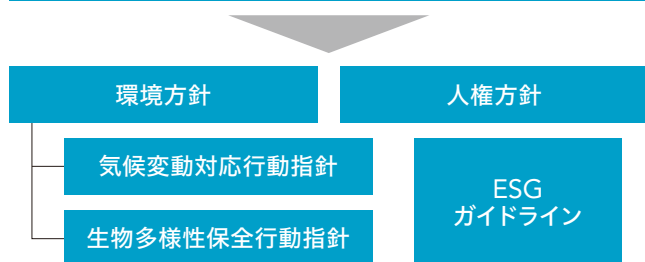 環境方針
人権方針
気候変動対応行動指針
生物多様性保全行動指針
ESG
ガイドライン